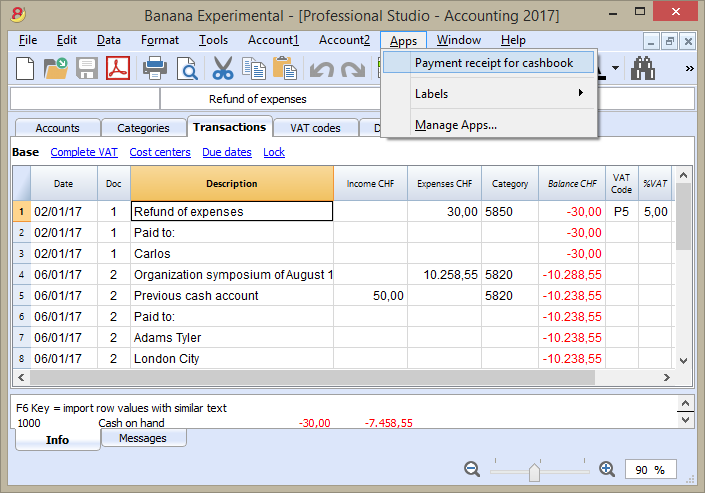 Banana Experimental - [Professional Studio - Accounting 2017]
File Edit Data Format Tools Account1 Account2 Apps Window Help
Payment receipt for cashbook
Labels
Manage Apps...
Refund of expenses
Accounts Categories Transactions VAT codes D
Base Complete VAT Cost centers Due dates Lock
Date Doc Description Income CHF Expenses CHF Category Balance CHF VAT Code %VAT
1 02/01/17 1 Refund of expenses 30,00 5850 -30,00 P5 5,00
2 02/01/17 1 Paid to: -30,00
3 02/01/17 1 Carlos -30,00
4 06/01/17 2 Organization symposium of August 1 10.258,55 5820 -10.288,55
5 06/01/17 2 Previous cash account 50,00 5820 -10.238,55
6 06/01/17 2 Paid to: -10.238,55
7 06/01/17 2 Adams Tyler -10.238,55
8 06/01/17 2 London City -10.238,55
F6 Key = import row values with similar text
1000 Cash on hand -30,00 -7.458,55
Info Messages
90 %